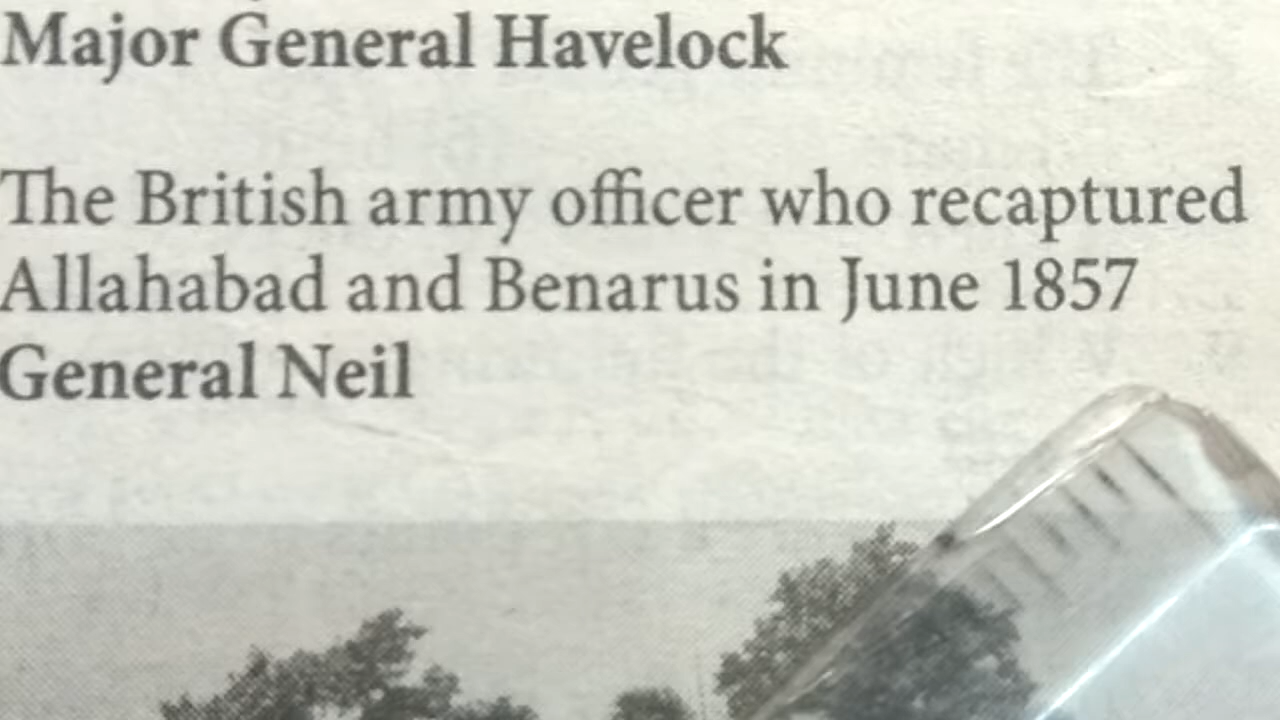 Major General Havelock
The British army officer who recaptured
Allahabad and Benarus in June 1857
General Neil